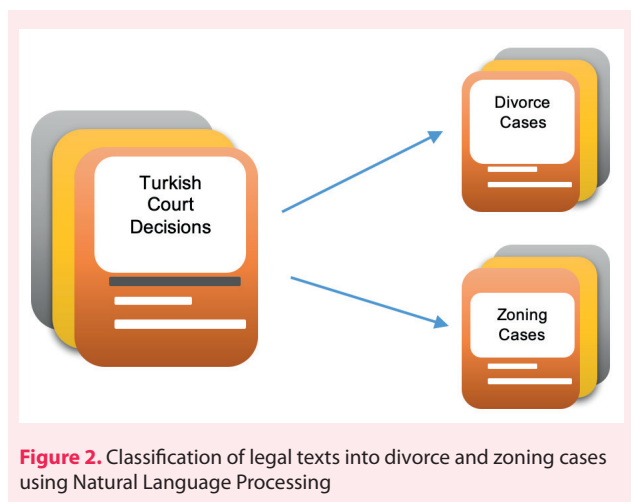 Turkish
Court
Decisions
Divorce
Cases
Zoning
Cases
Figure 2. Classification of legal texts into divorce and zoning cases
using Natural Language Processing